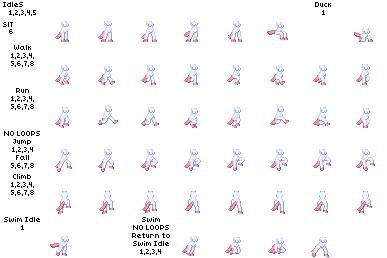 IdleS
1,2,3,4,5
Duck
1
SIT
6
Walk
1,2,3,4,
5,6,7,8
Run
1,2,3,4,
5,6,7,8
NO LOOPS
Jump
1,2,3,4
Fall
5,6,7,8
Climb
1,2,3,4,
5,6,7,8
Swim Idle
1
Swim
NO LOOPS
Return to
Swim Idle
1,2,3,4